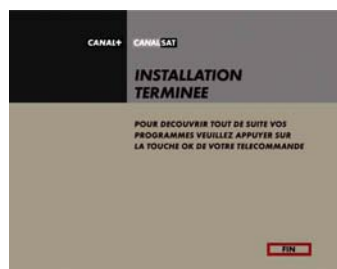 CANAL+ CANALSAT
INSTALLATION
TERMINEE
POUR DECOUVRIR TOUT DE SUITE VOS
PROGRAMMES VEUILLEZ APPUYER SUR
LA TOUCHE OK DE VOTRE TELECOMMANDE
FIN